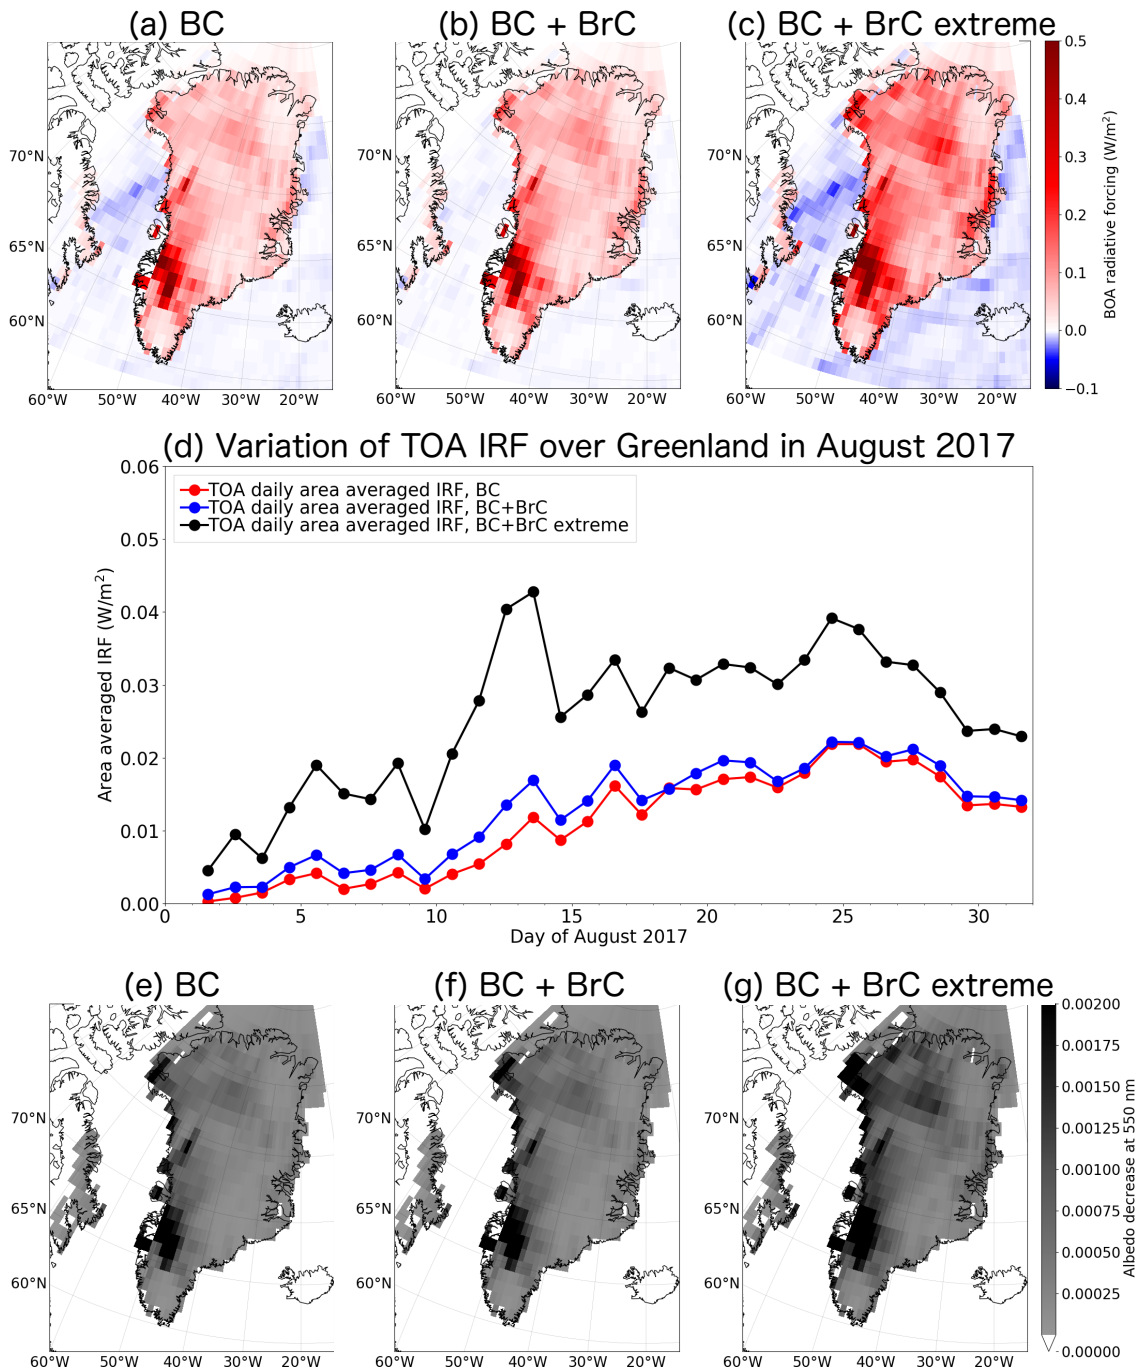 (a) BC
(b) BC + BrC
(c) BC + BrC extreme
70°N
65°N
60°N
60°W 50°W 40°W 30°W 20°W
70°N
65°N
60°N
60°W 50°W 40°W 30°W 20°W
70°N
65°N
60°N
60°W 50°W 40°W 30°W 20°W
0.5
0.4
0.3
0.2
0.1
0.0
−0.1
BOA radiative forcing (W/m²)
(d) Variation of TOA IRF over Greenland in August 2017
TOA daily area averaged IRF, BC
TOA daily area averaged IRF, BC+BrC
TOA daily area averaged IRF, BC+BrC extreme
0.06
0.05
0.04
0.03
0.02
0.01
0.00
Area averaged IRF (W/m²)
0 5 10 15 20 25 30
Day of August 2017
(e) BC
(f) BC + BrC
(g) BC + BrC extreme
70°N
65°N
60°N
60°W 50°W 40°W 30°W 20°W
70°N
65°N
60°N
60°W 50°W 40°W 30°W 20°W
70°N
65°N
60°N
60°W 50°W 40°W 30°W 20°W
0.00200
0.00175
0.00150
0.00125
0.00100
0.00075
0.00050
0.00025
0.00000
Albedo decrease at 550 nm